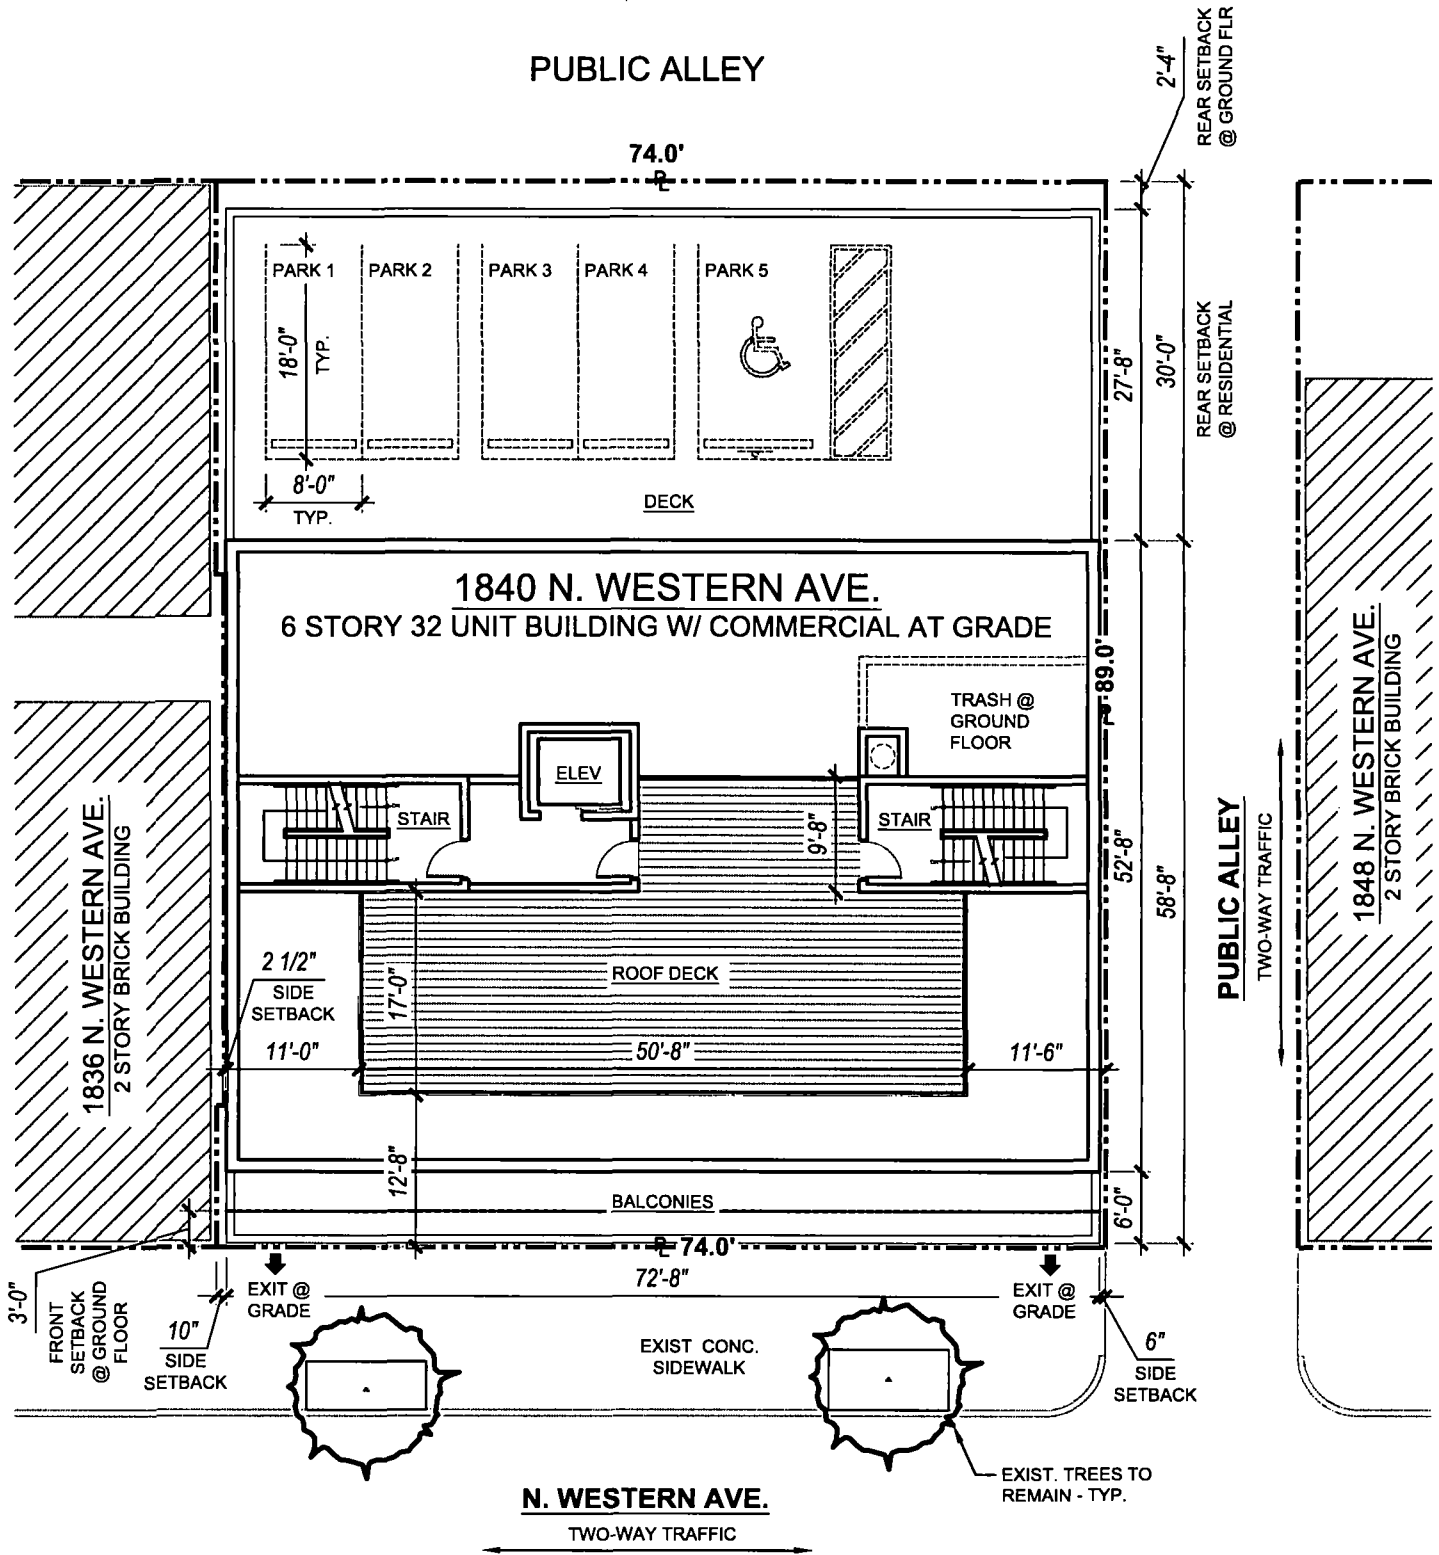 PUBLIC ALLEY
2'-4"
REAR SETBACK
@ GROUND FLR
74.0'
PL
PARK 1
PARK 2
PARK 3
PARK 4
PARK 5
18'-0"
TYP.
8'-0"
TYP.
DECK
27'-8"
30'-0"
REAR SETBACK
@ RESIDENTIAL
1840 N. WESTERN AVE.
6 STORY 32 UNIT BUILDING W/ COMMERCIAL AT GRADE
PL 89.0'
TRASH @
GROUND
FLOOR
ELEV
STAIR
STAIR
9'-8"
52'-8"
58'-8"
1836 N. WESTERN AVE.
2 STORY BRICK BUILDING
1848 N. WESTERN AVE.
2 STORY BRICK BUILDING
PUBLIC ALLEY
TWO-WAY TRAFFIC
2 1/2"
SIDE
SETBACK
17'-0"
ROOF DECK
11'-0"
50'-8"
11'-6"
12'-8"
BALCONIES
6'-0"
PL 74.0'
72'-8"
3'-0"
FRONT
SETBACK
@ GROUND
FLOOR
EXIT @
GRADE
EXIT @
GRADE
10"
SIDE
SETBACK
EXIST CONC.
SIDEWALK
6"
SIDE
SETBACK
EXIST. TREES TO
REMAIN - TYP.
N. WESTERN AVE.
TWO-WAY TRAFFIC